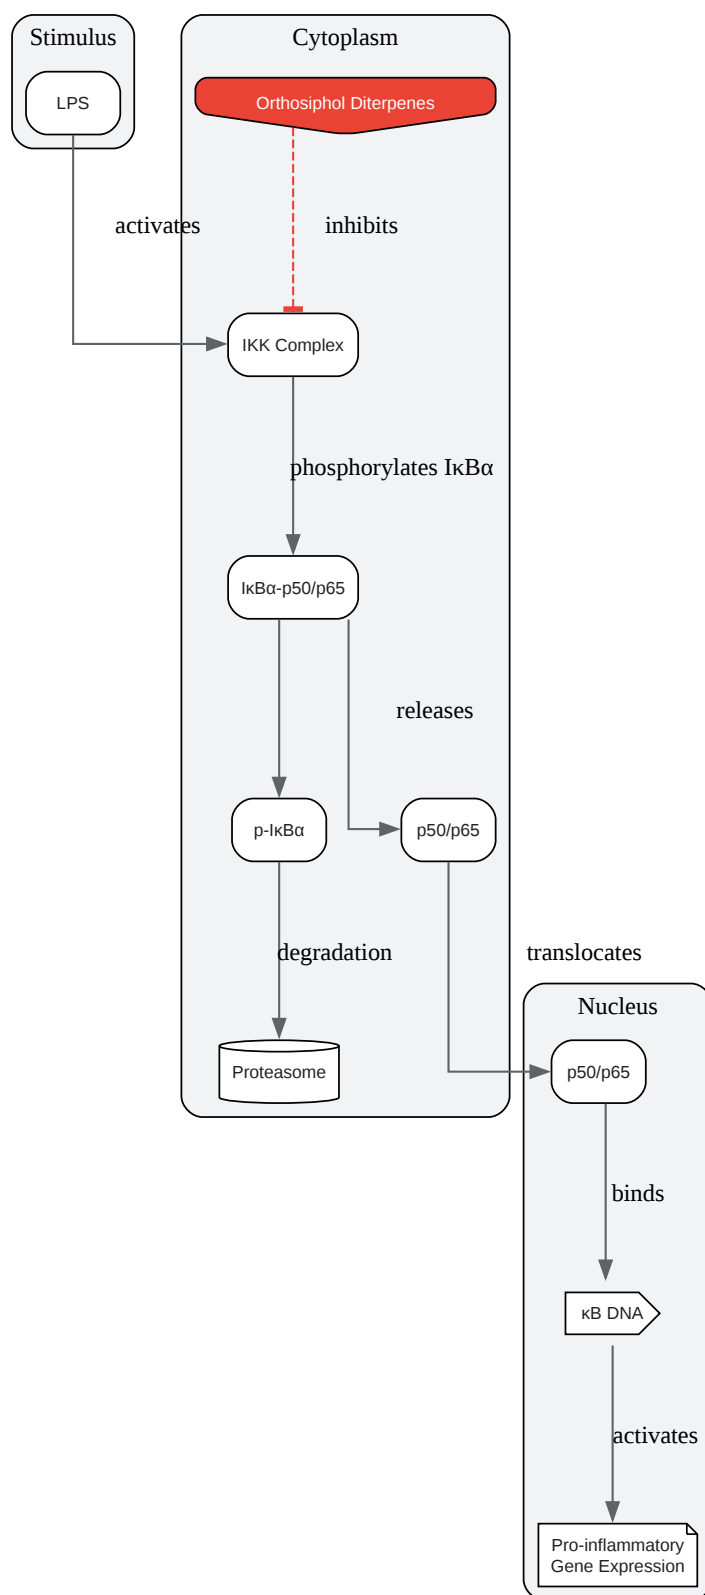 Stimulus
Cytoplasm
LPS
Orthosiphol Diterpenes
activates
inhibits
IKK Complex
phosphorylates IκBα
IκBα-p50/p65
releases
p-IκBα
p50/p65
degradation
translocates
Nucleus
Proteasome
p50/p65
binds
κB DNA
activates
Pro-inflammatory
Gene Expression